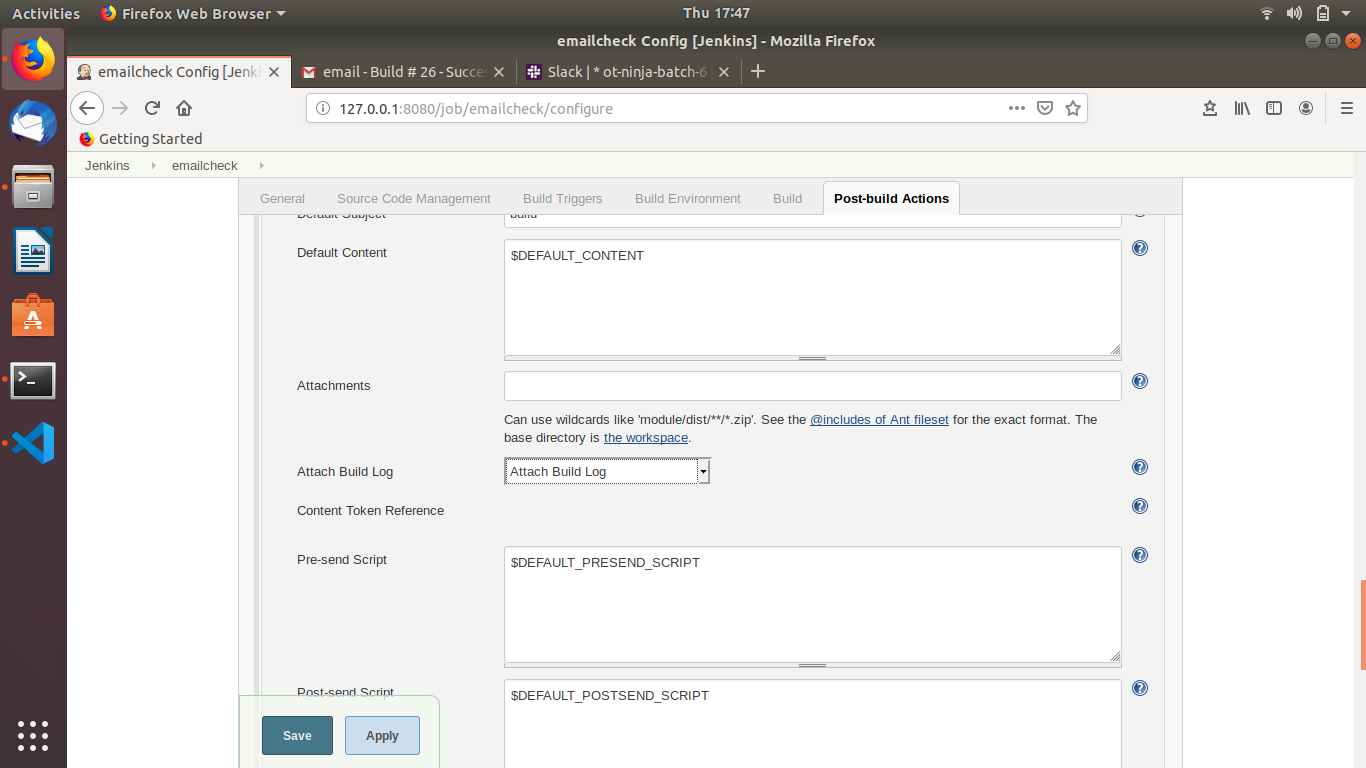 Activities Firefox Web Browser Thu 17:47
emailcheck Config [Jenkins] - Mozilla Firefox
emailcheck Config [Jenki email - Build # 26 - Succes Slack | * ot-ninja-batch-6
127.0.0.1:8080/job/emailcheck/configure
Getting Started
Jenkins emailcheck
General Source Code Management Build Triggers Build Environment Build Post-build Actions
Default Subject build
Default Content $DEFAULT_CONTENT
Attachments
Can use wildcards like 'module/dist/**/*.zip'. See the @includes of Ant fileset for the exact format. The
base directory is the workspace.
Attach Build Log Attach Build Log
Content Token Reference
Pre-send Script $DEFAULT_PRESEND_SCRIPT
Post-send Script $DEFAULT_POSTSEND_SCRIPT
Save Apply